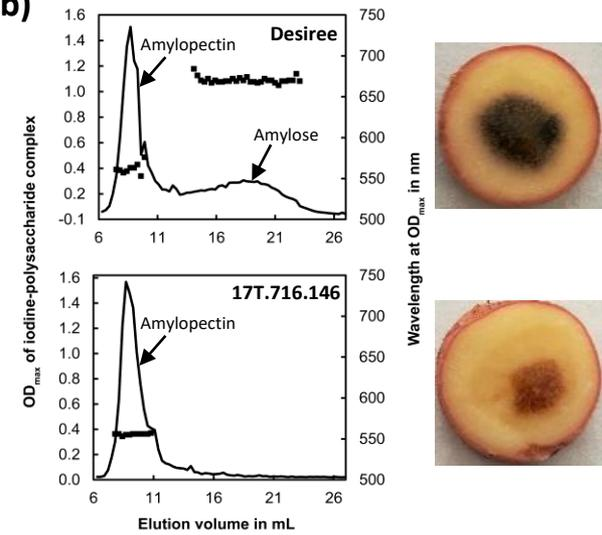 b)
ODmax of iodine-polysaccharide complex
Wavelength at ODmax in nm
Desiree
Amylopectin
Amylose
1.6
1.4
1.2
1.0
0.8
0.6
0.4
0.2
-0.1
750
700
650
600
550
500
6 11 16 21 26
17T.716.146
Amylopectin
1.6
1.4
1.2
1.0
0.8
0.6
0.4
0.2
0.0
750
700
650
600
550
500
6 11 16 21 26
Elution volume in mL